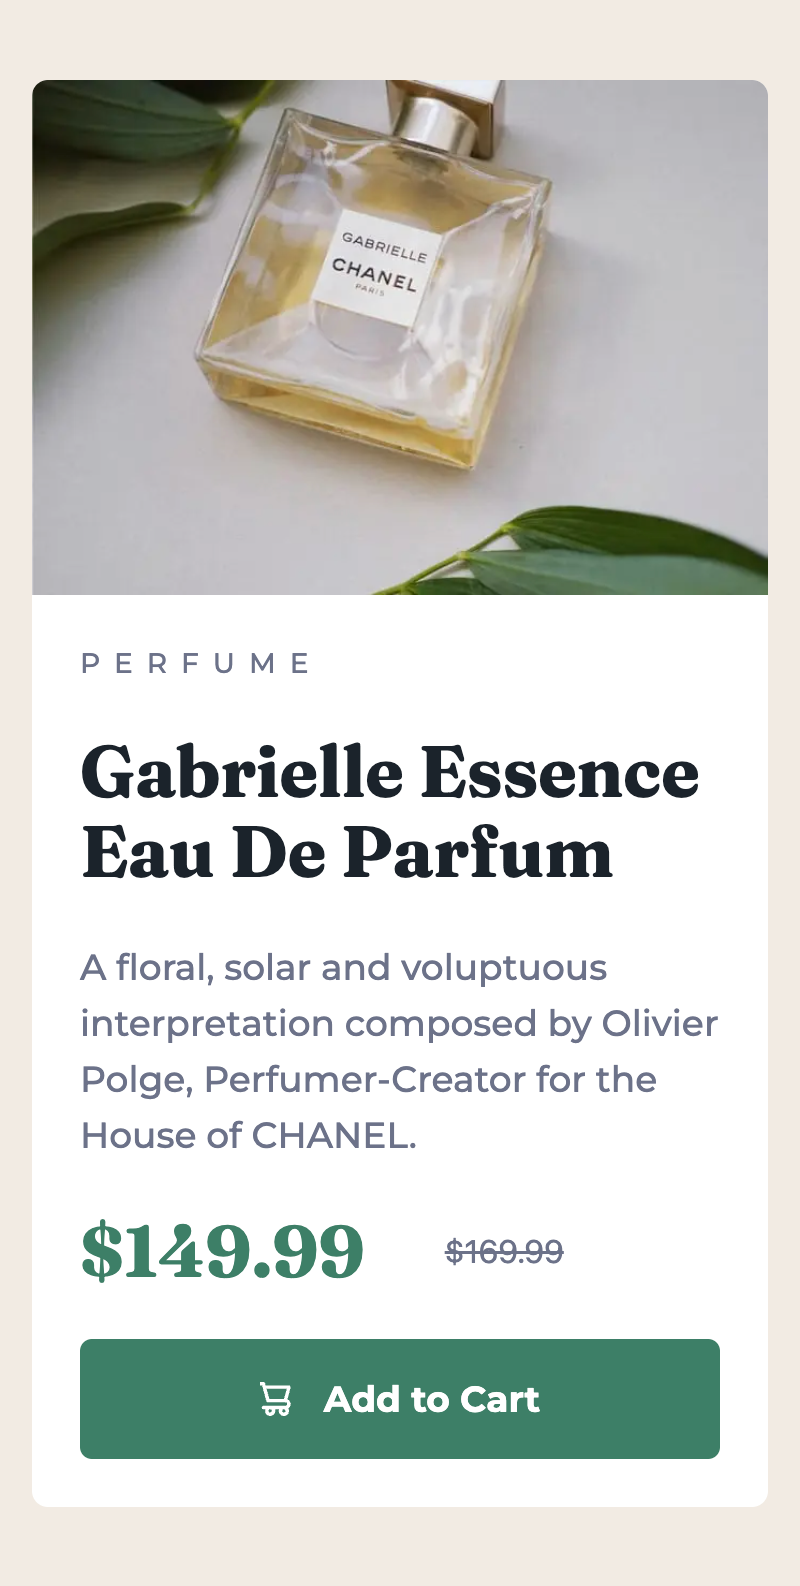 GABRIELLE
CHANEL
PARIS
PERFUME
Gabrielle Essence
Eau De Parfum
A floral, solar and voluptuous
interpretation composed by Olivier
Polge, Perfumer-Creator for the
House of CHANEL.
$149.99 $169.99
Add to Cart